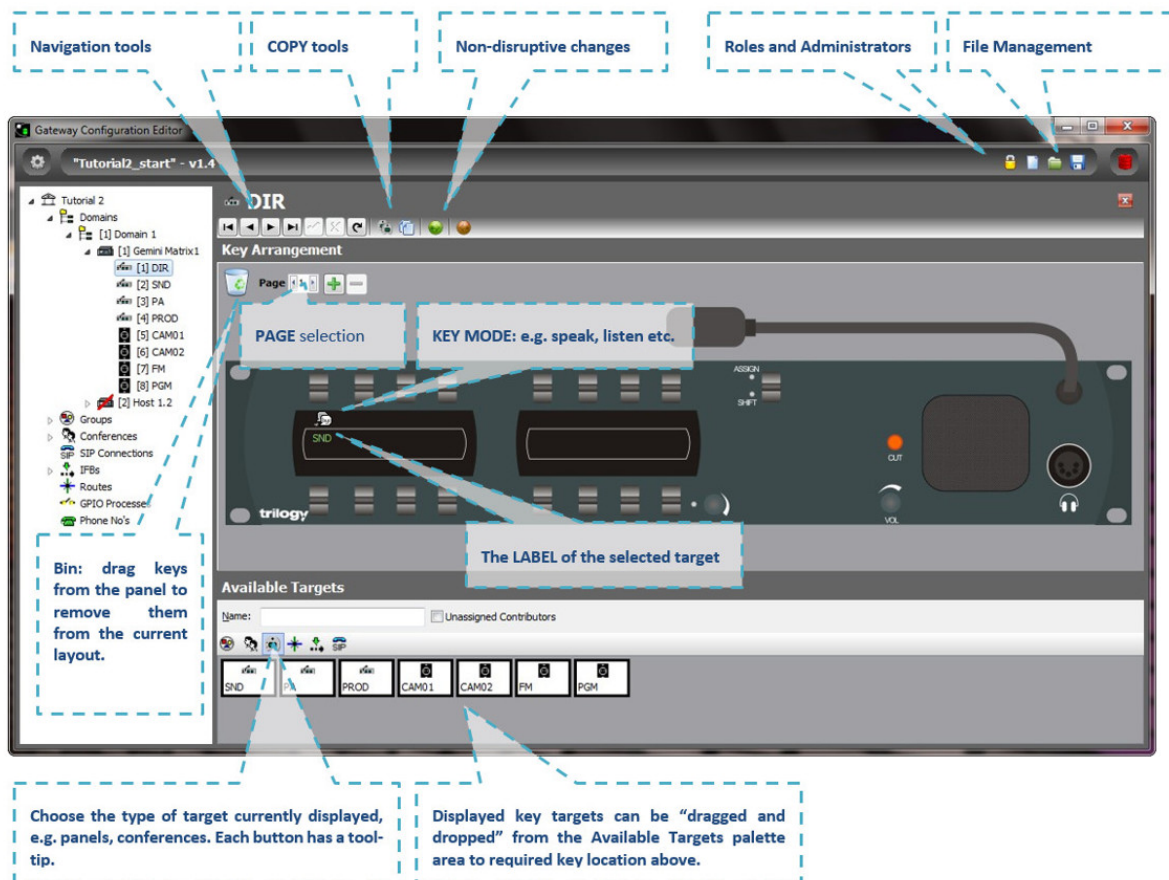 Navigation tools
COPY tools
Non-disruptive changes
Roles and Administrators
File Management
Gateway Configuration Editor
"Tutorial2_start" - v1.4
Tutorial 2
Domains
[1] Domain 1
[1] Gemini Matrix1
[1] DIR
[2] SND
[3] PA
[4] PROD
[5] CAM01
[6] CAM02
[7] FM
[8] PGM
[2] Host 1.2
Groups
Conferences
SIP Connections
IFBs
Routes
GPIO Processes
Phone No's
DIR
Key Arrangement
Page
PAGE selection
KEY MODE: e.g. speak, listen etc.
ASSIGN
SHIFT
SND
CUT
VOL
trilogy
The LABEL of the selected target
Bin: drag keys
from the panel to
remove them
from the current
layout.
Available Targets
Name:
Unassigned Contributors
SIP
SND PA PROD CAM01 CAM02 FM PGM
Choose the type of target currently displayed,
e.g. panels, conferences. Each button has a tool-
tip.
Displayed key targets can be “dragged and
dropped” from the Available Targets palette
area to required key location above.